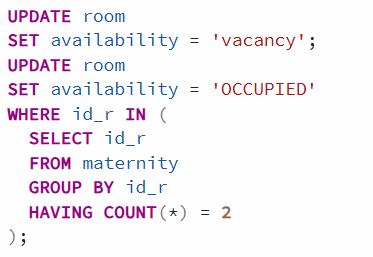 UPDATE room
SET availability = 'vacancy';
UPDATE room
SET availability = 'OCCUPIED'
WHERE id_r IN (
  SELECT id_r
  FROM maternity
  GROUP BY id_r
  HAVING COUNT(*) = 2
);